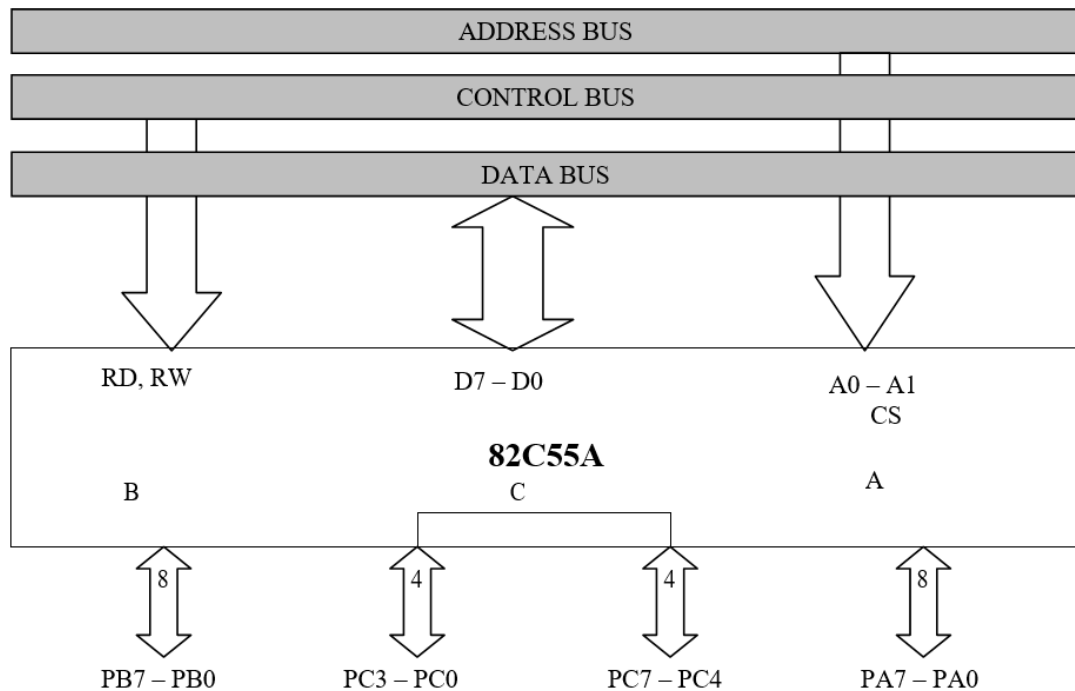 ADDRESS BUS
CONTROL BUS
DATA BUS
RD, RW
D7 – D0
A0 – A1
CS
82C55A
B
C
A
8
4
4
8
PB7 – PB0
PC3 – PC0
PC7 – PC4
PA7 – PA0